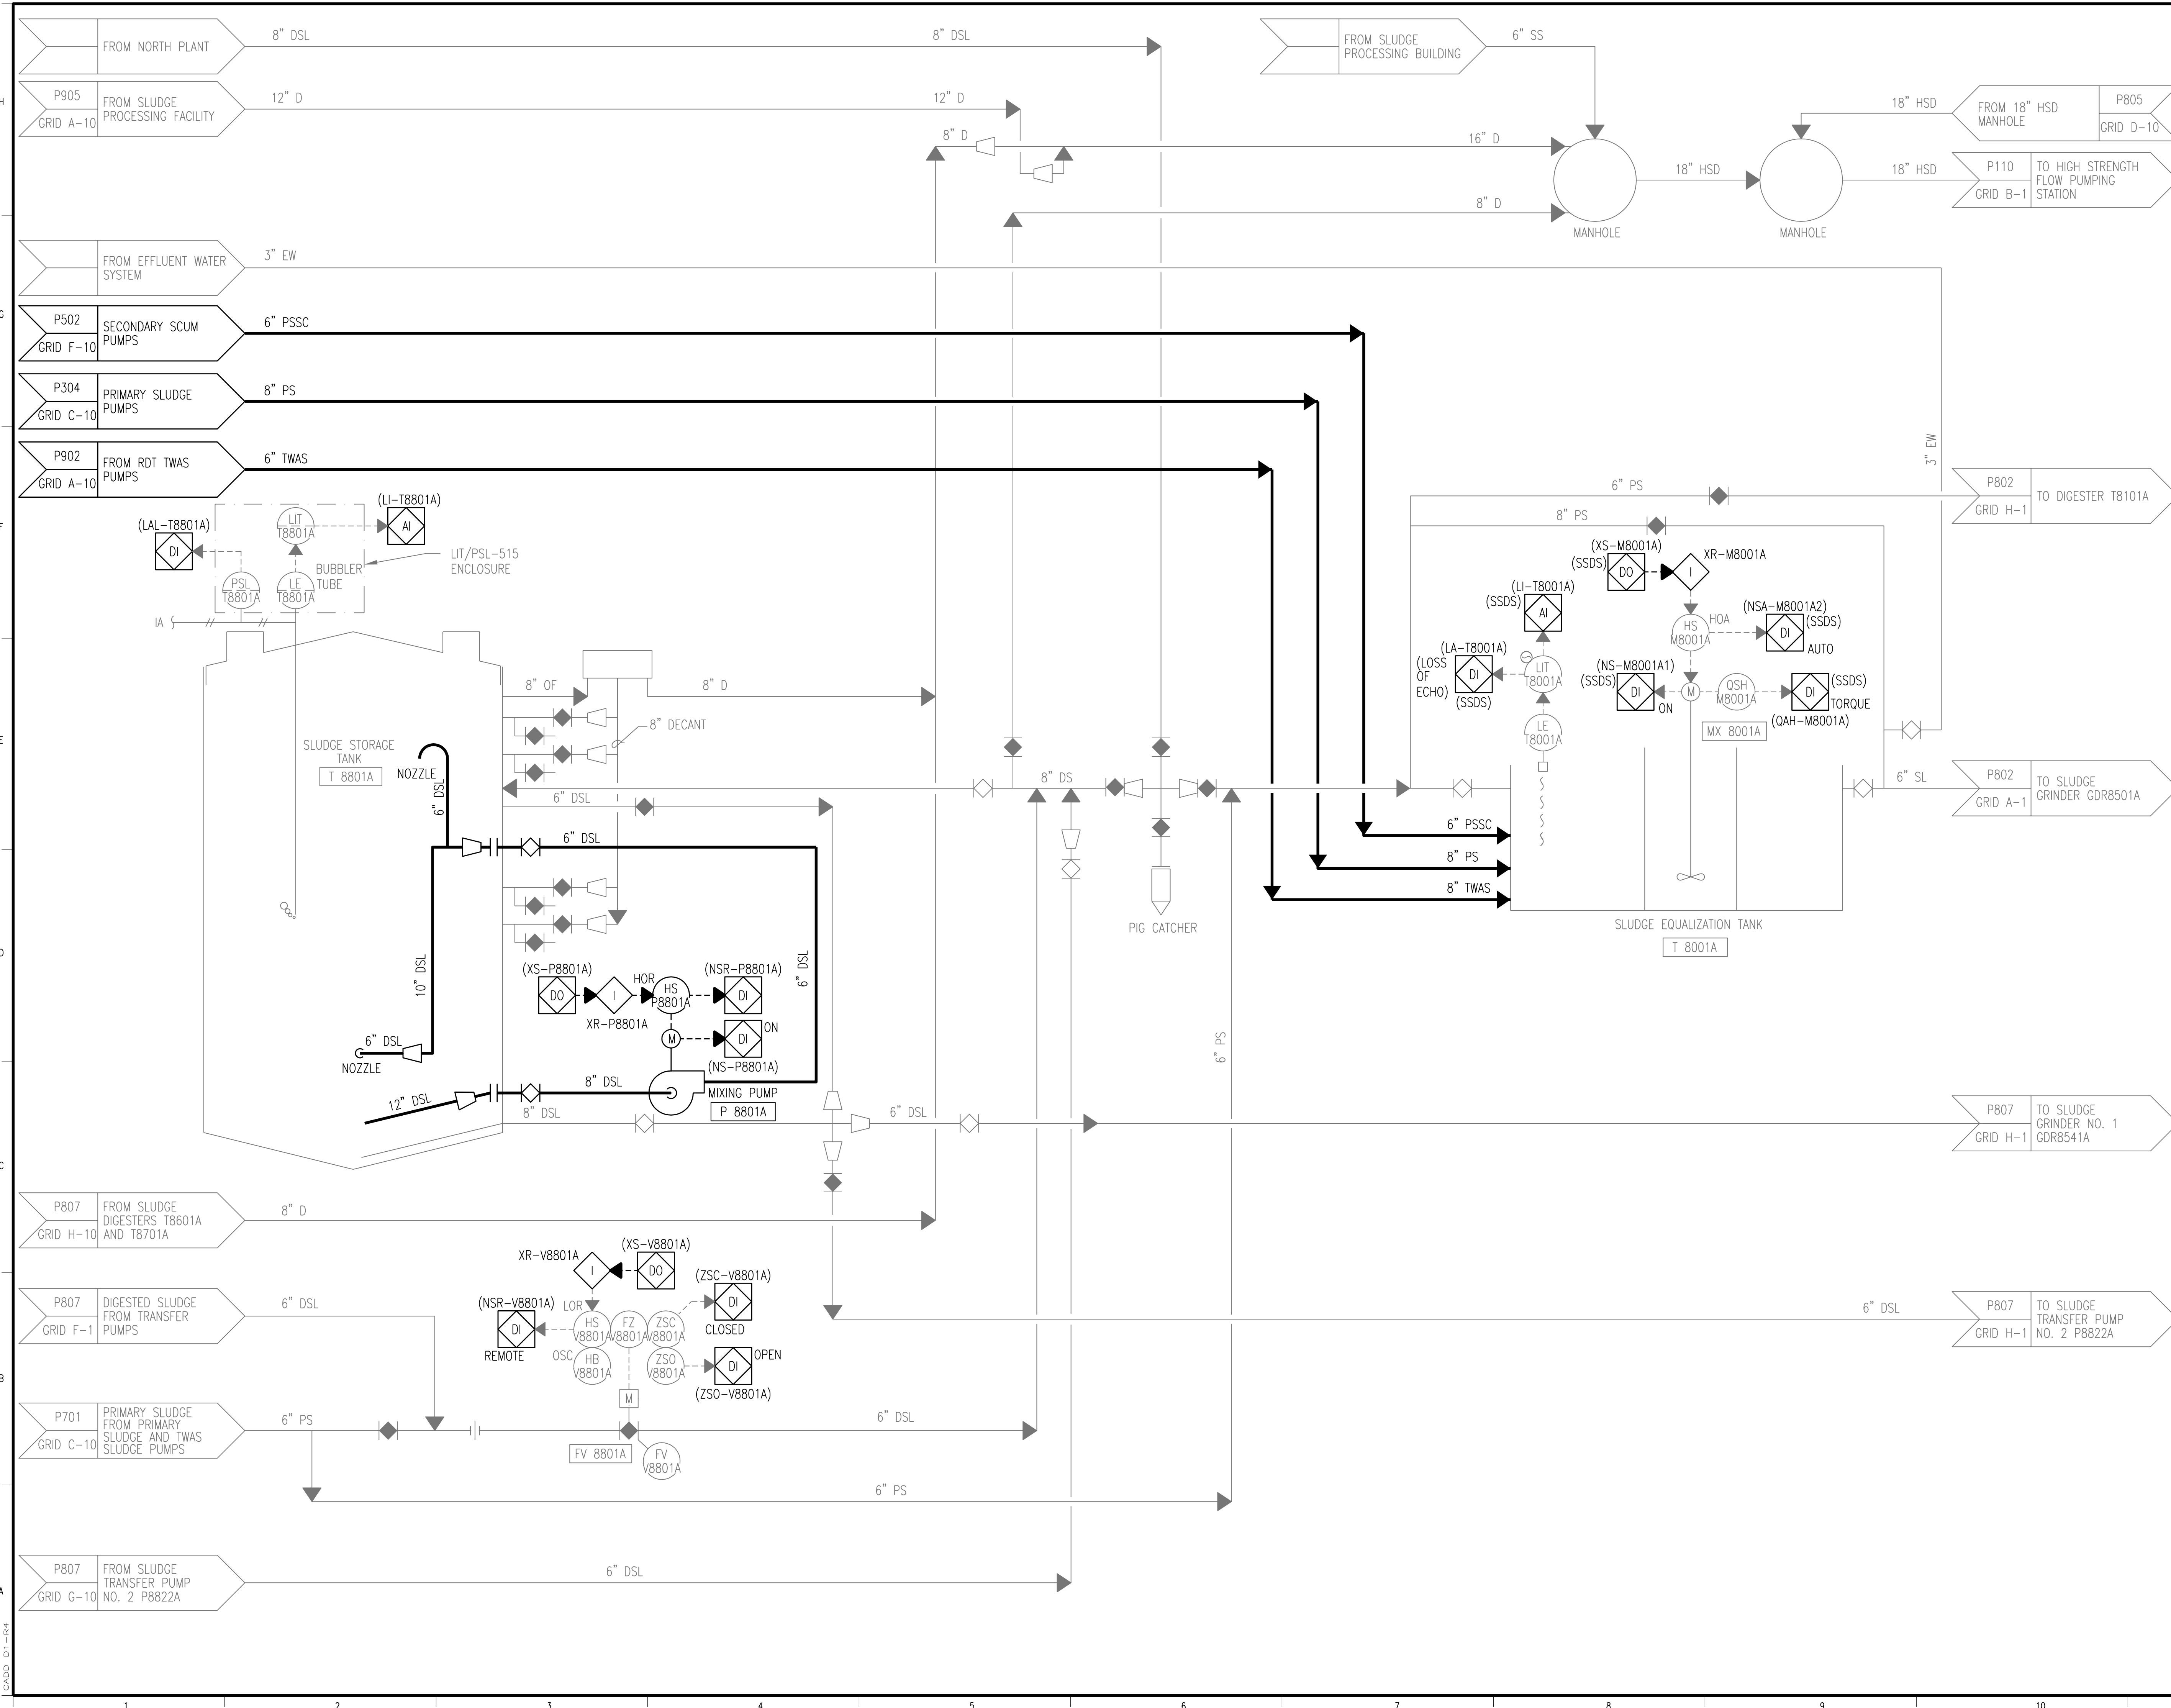 FROM NORTH PLANT
8" DSL
8" DSL
FROM SLUDGE
PROCESSING BUILDING
6" SS
P905
GRID A-10
FROM SLUDGE
PROCESSING FACILITY
12" D
12" D
8" D
16" D
8" D
18" HSD
18" HSD
18" HSD
MANHOLE
MANHOLE
FROM 18" HSD
MANHOLE
P805
GRID D-10
P110
GRID B-1
TO HIGH STRENGTH
FLOW PUMPING
STATION
FROM EFFLUENT WATER
SYSTEM
3" EW
3" EW
P502
GRID F-10
SECONDARY SCUM
PUMPS
6" PSSC
P304
GRID C-10
PRIMARY SLUDGE
PUMPS
8" PS
P902
GRID A-10
FROM RDT TWAS
PUMPS
6" TWAS
6" PS
8" PS
P802
GRID H-1
TO DIGESTER T8101A
(LI-T8801A)
AI
(LAL-T8801A)
DI
LIT
T8801A
PSL
T8801A
LE
T8801A
BUBBLER
TUBE
LIT/PSL-515
ENCLOSURE
IA
(XS-M8001A)
(SSDS)
DO
I
XR-M8001A
(LI-T8001A)
(SSDS)
AI
HS
M8001A
HOA
(NSA-M8001A2)
(SSDS)
DI
AUTO
(LA-T8001A)
(LOSS
OF
ECHO)
DI
(SSDS)
LIT
T8001A
LE
T8001A
(NS-M8001A1)
(SSDS)
DI
ON
M
QSH
M8001A
DI
(SSDS)
TORQUE
(QAH-M8001A)
MX 8001A
8" OF
8" D
8" DECANT
SLUDGE STORAGE
TANK
T 8801A
NOZZLE
6" DSL
6" DSL
8" DS
6" SL
P802
GRID A-1
TO SLUDGE
GRINDER GDR8501A
6" DSL
6" PSSC
8" PS
8" TWAS
PIG CATCHER
SLUDGE EQUALIZATION TANK
T 8001A
10" DSL
6" DSL
(XS-P8801A)
DO
I
XR-P8801A
HOR
HS
P8801A
(NSR-P8801A)
DI
M
DI
ON
(NS-P8801A)
6" DSL
NOZZLE
12" DSL
8" DSL
MIXING PUMP
P 8801A
8" DSL
6" DSL
6" PS
P807
GRID H-1
TO SLUDGE
GRINDER NO. 1
GDR8541A
P807
GRID H-10
FROM SLUDGE
DIGESTERS T8601A
AND T8701A
8" D
XR-V8801A
I
(XS-V8801A)
DO
P807
GRID F-1
DIGESTED SLUDGE
FROM TRANSFER
PUMPS
6" DSL
(NSR-V8801A)
DI
REMOTE
LOR
HS
V8801A
FZ
V8801A
ZSC
V8801A
(ZSC-V8801A)
DI
CLOSED
OSC
HB
V8801A
ZSO
V8801A
DI
OPEN
(ZSO-V8801A)
M
6" DSL
P807
GRID H-1
TO SLUDGE
TRANSFER PUMP
NO. 2 P8822A
P701
GRID C-10
PRIMARY SLUDGE
FROM PRIMARY
SLUDGE AND TWAS
SLUDGE PUMPS
6" PS
FV 8801A
FV
V8801A
6" DSL
6" PS
P807
GRID G-10
FROM SLUDGE
TRANSFER PUMP
NO. 2 P8822A
6" DSL
H
G
F
E
D
C
B
A
CADD D1-R4
1
2
3
4
5
6
7
8
9
10